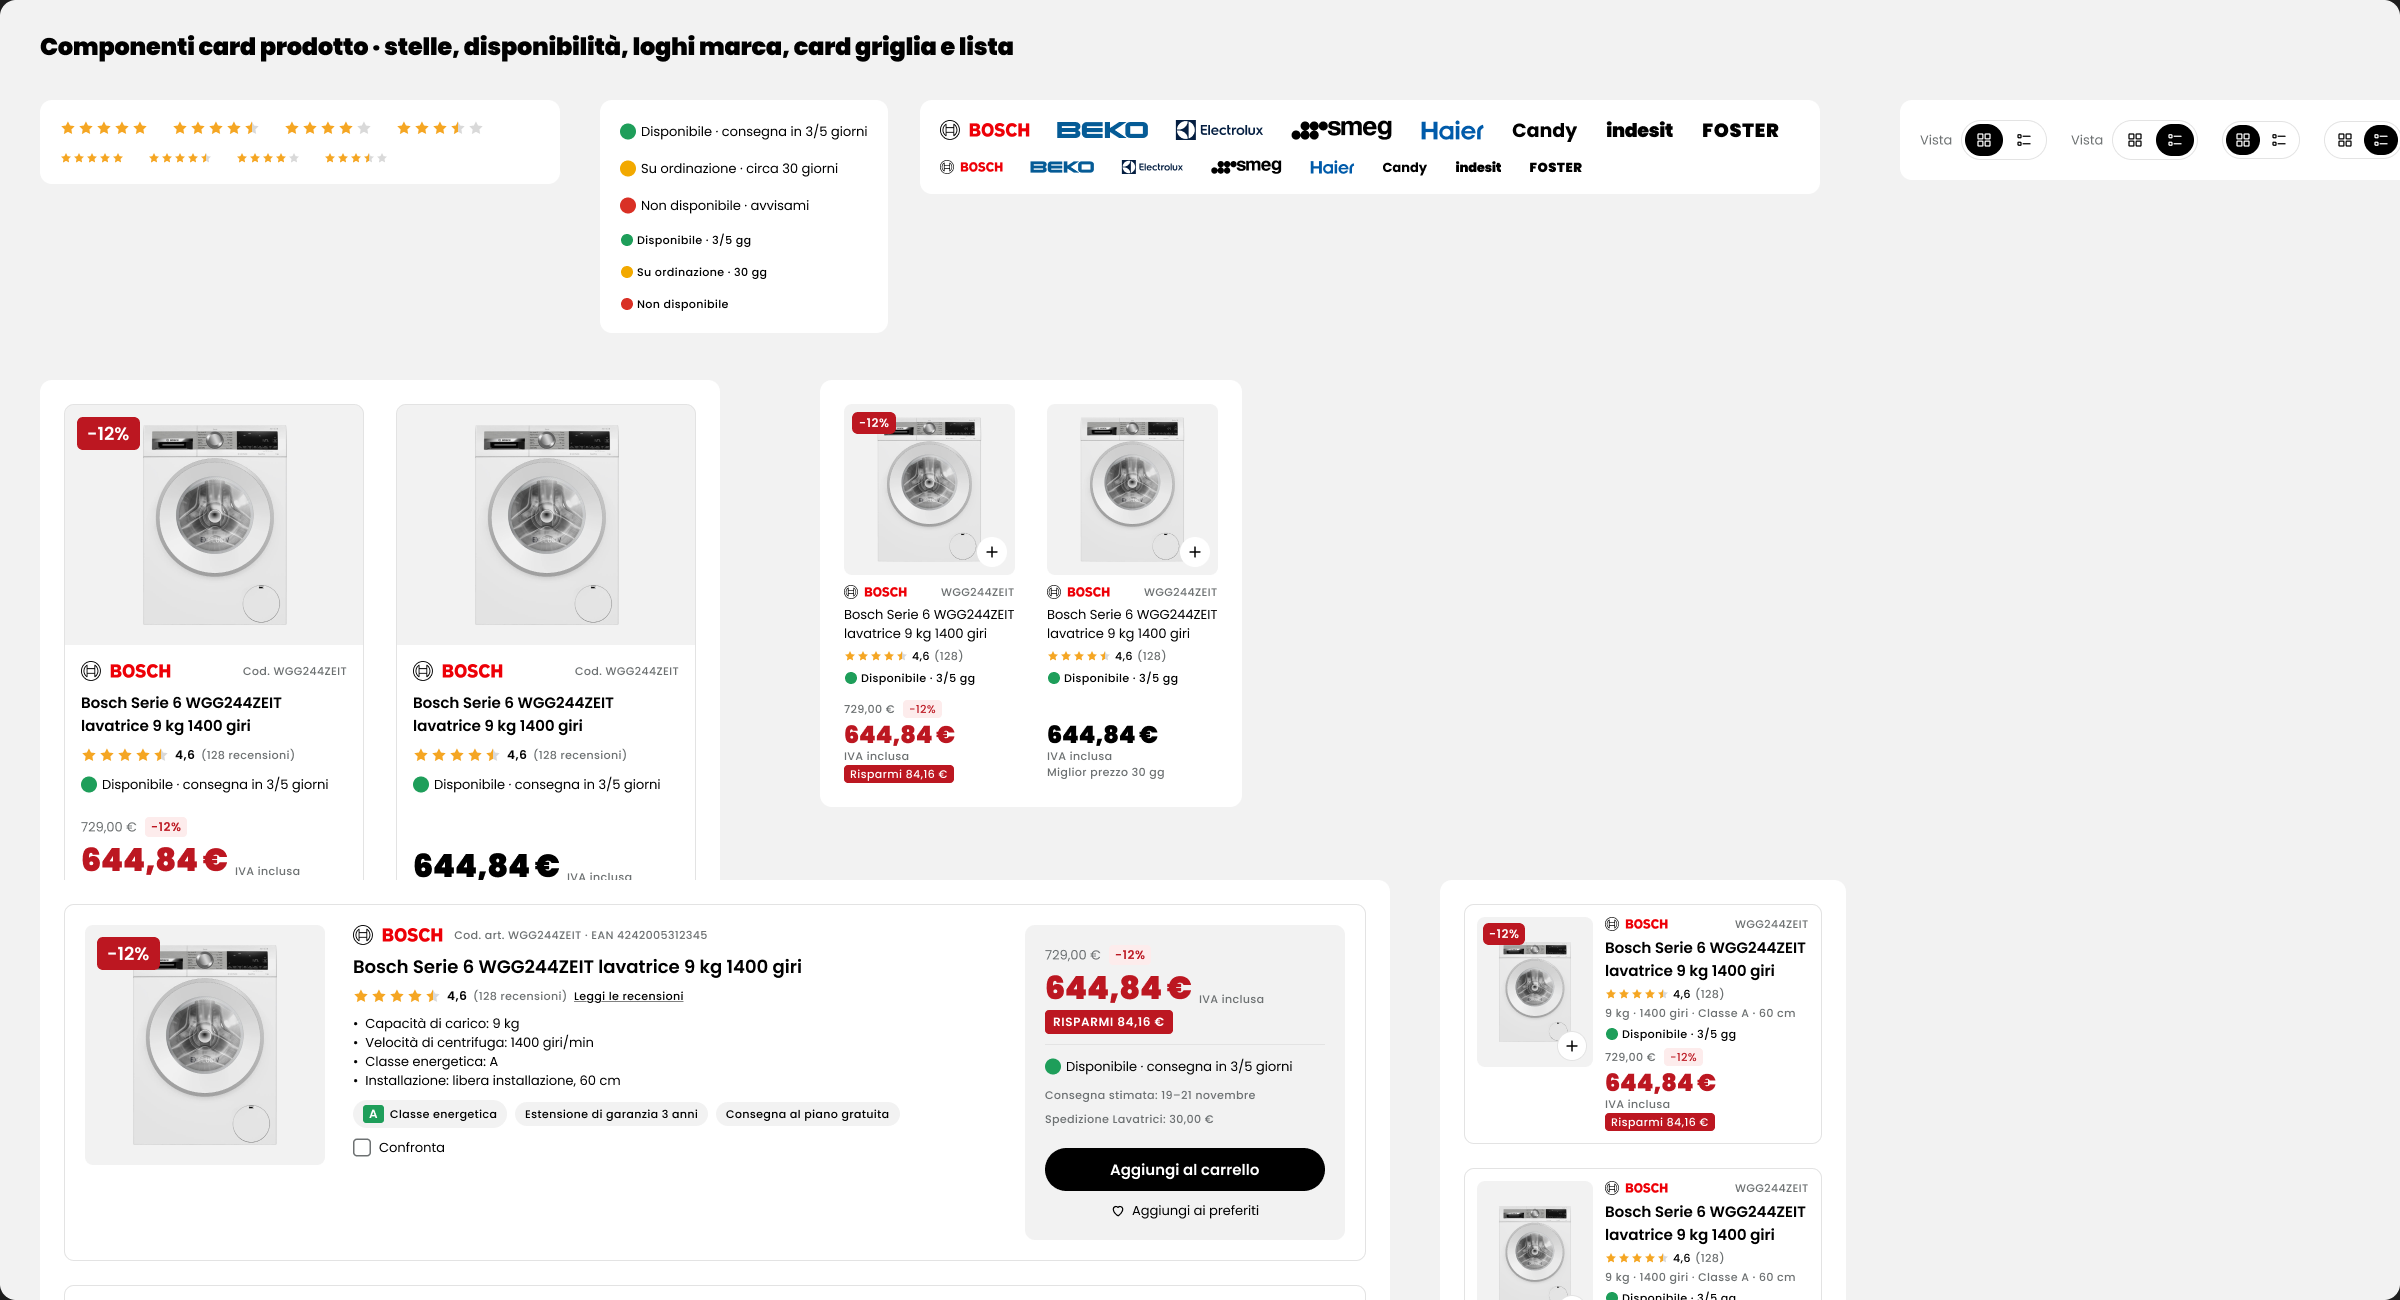 Componenti card prodotto · stelle, disponibilità, loghi marca, card griglia e lista
Disponibile · consegna in 3/5 giorni
Su ordinazione · circa 30 giorni
Non disponibile · avvisami
Disponibile · 3/5 gg
Su ordinazione · 30 gg
Non disponibile
BOSCH BEKO Electrolux smeg Haier Candy indesit FOSTER
BOSCH BEKO Electrolux smeg Haier Candy indesit FOSTER
Vista Vista
-12%
BOSCH Cod. WGG244ZEIT
Bosch Serie 6 WGG244ZEIT
lavatrice 9 kg 1400 giri
4,6 (128 recensioni)
Disponibile · consegna in 3/5 giorni
729,00 € -12%
644,84 € IVA inclusa
BOSCH Cod. WGG244ZEIT
Bosch Serie 6 WGG244ZEIT
lavatrice 9 kg 1400 giri
4,6 (128 recensioni)
Disponibile · consegna in 3/5 giorni
644,84 € IVA inclusa
-12%
BOSCH WGG244ZEIT
Bosch Serie 6 WGG244ZEIT
lavatrice 9 kg 1400 giri
4,6 (128)
Disponibile · 3/5 gg
729,00 € -12%
644,84 €
IVA inclusa
Risparmi 84,16 €
BOSCH WGG244ZEIT
Bosch Serie 6 WGG244ZEIT
lavatrice 9 kg 1400 giri
4,6 (128)
Disponibile · 3/5 gg
644,84 €
IVA inclusa
Miglior prezzo 30 gg
-12%
BOSCH Cod. art. WGG244ZEIT · EAN 4242005312345
Bosch Serie 6 WGG244ZEIT lavatrice 9 kg 1400 giri
4,6 (128 recensioni) Leggi le recensioni
• Capacità di carico: 9 kg
• Velocità di centrifuga: 1400 giri/min
• Classe energetica: A
• Installazione: libera installazione, 60 cm
A Classe energetica Estensione di garanzia 3 anni Consegna al piano gratuita
Confronta
729,00 € -12%
644,84 € IVA inclusa
RISPARMI 84,16 €
Disponibile · consegna in 3/5 giorni
Consegna stimata: 19–21 novembre
Spedizione Lavatrici: 30,00 €
Aggiungi al carrello
Aggiungi ai preferiti
-12%
BOSCH WGG244ZEIT
Bosch Serie 6 WGG244ZEIT
lavatrice 9 kg 1400 giri
4,6 (128)
9 kg · 1400 giri · Classe A · 60 cm
Disponibile · 3/5 gg
729,00 € -12%
644,84 €
IVA inclusa
Risparmi 84,16 €
BOSCH WGG244ZEIT
Bosch Serie 6 WGG244ZEIT
lavatrice 9 kg 1400 giri
4,6 (128)
9 kg · 1400 giri · Classe A · 60 cm
Disponibile · 3/5 gg